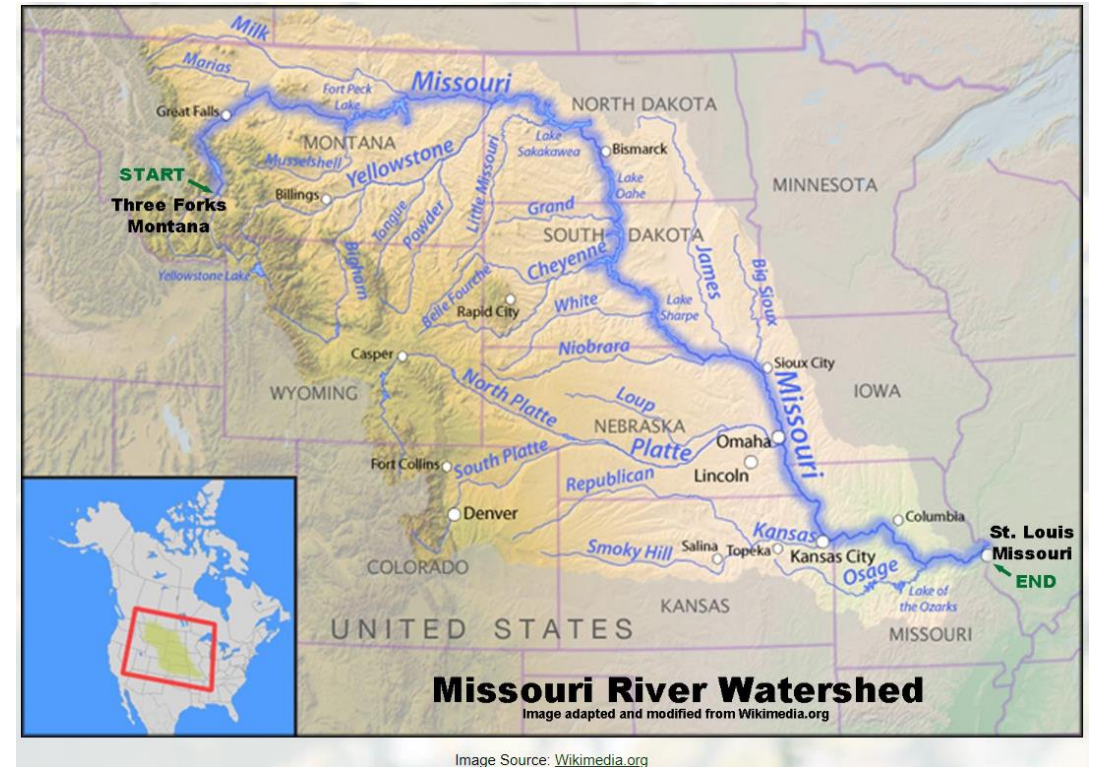 Milk
Marias
Missouri
Fort Peck
Lake
Great Falls
NORTH DAKOTA
MONTANA
Lake
Sakakawea
Bismarck
Musselshell
Yellowstone
Little Missouri
START
MINNESOTA
Three Forks
Montana
Billings
Lake
Oahe
Tongue
Powder
Grand
SOUTH DAKOTA
James
Big Sioux
Yellowstone Lake
Bighorn
Cheyenne
Belle Fourche
Rapid City
White
Lake
Sharpe
Casper
Niobrara
Sioux City
Missouri
WYOMING
North Platte
Loup
IOWA
NEBRASKA
Omaha
Platte
Fort Collins
South Platte
Republican
Lincoln
Denver
Columbia
Kansas
St. Louis
Missouri
Smoky Hill
Salina
Topeka
Kansas City
COLORADO
Osage
END
Lake of
the Ozarks
KANSAS
UNITED STATES
MISSOURI
Missouri River Watershed
Image adapted and modified from Wikimedia.org
Image Source: Wikimedia.org